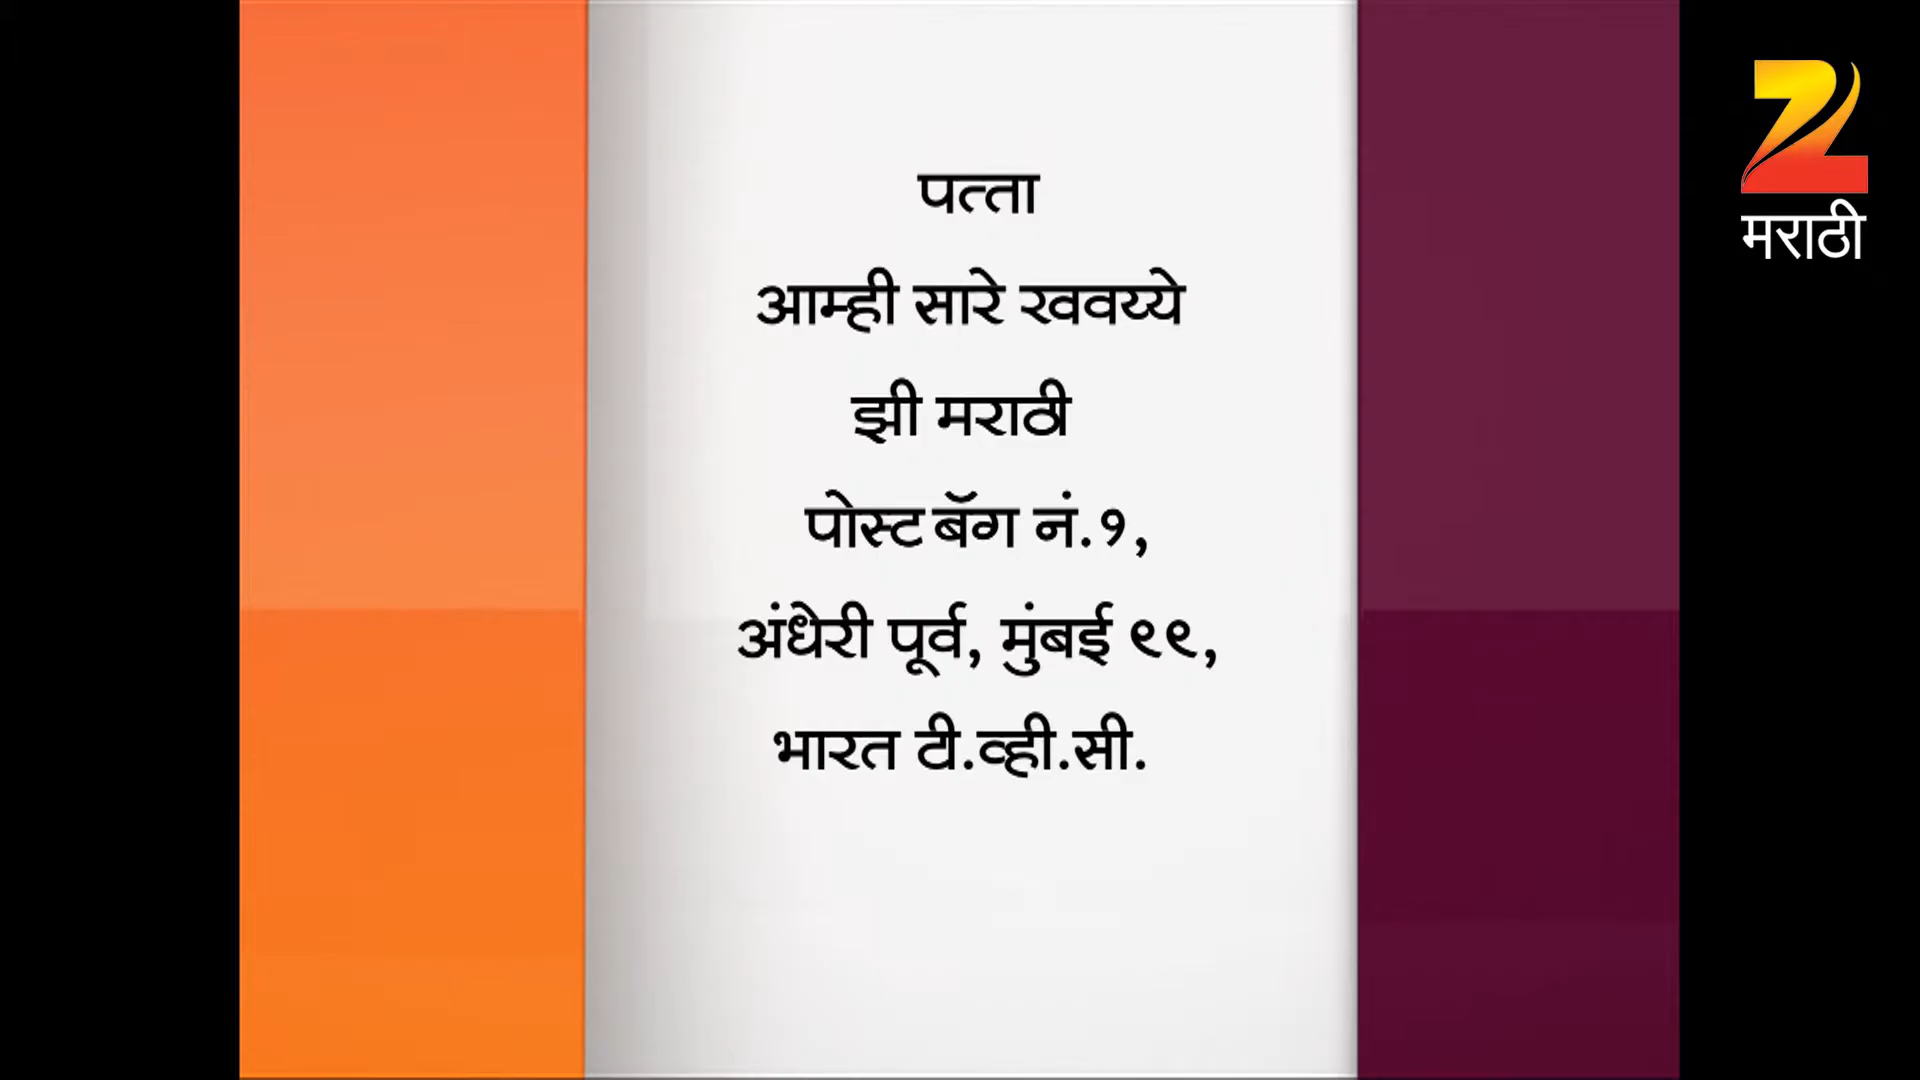 पत्ता
आम्ही सारे खवय्ये
झी मराठी
पोस्ट बॅग नं.१,
अंधेरी पूर्व, मुंबई ९९,
भारत टी.व्ही.सी.
Z
मराठी